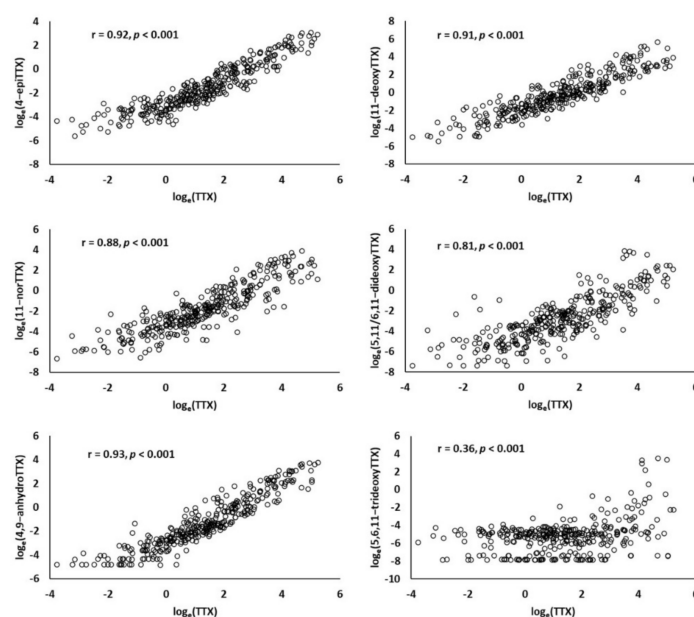 r = 0.92, p < 0.001
logₑ(4−epiTTX)
4
2
0
-2
-4
-6
-8
-4 -2 0 2 4 6
logₑ(TTX)
r = 0.91, p < 0.001
logₑ(11−deoxyTTX)
8
6
4
2
0
-2
-4
-6
-8
-4 -2 0 2 4 6
logₑ(TTX)
r = 0.88, p < 0.001
logₑ(11−norTTX)
6
4
2
0
-2
-4
-6
-8
-4 -2 0 2 4 6
logₑ(TTX)
r = 0.81, p < 0.001
logₑ(5,11/6,11−dideoxyTTX)
6
4
2
0
-2
-4
-6
-8
-4 -2 0 2 4 6
logₑ(TTX)
r = 0.93, p < 0.001
logₑ(4,9−anhydroTTX)
6
4
2
0
-2
-4
-6
-4 -2 0 2 4 6
logₑ(TTX)
r = 0.36, p < 0.001
logₑ(5,6,11−trideoxyTTX)
6
4
2
0
-2
-4
-6
-8
-10
-4 -2 0 2 4 6
logₑ(TTX)